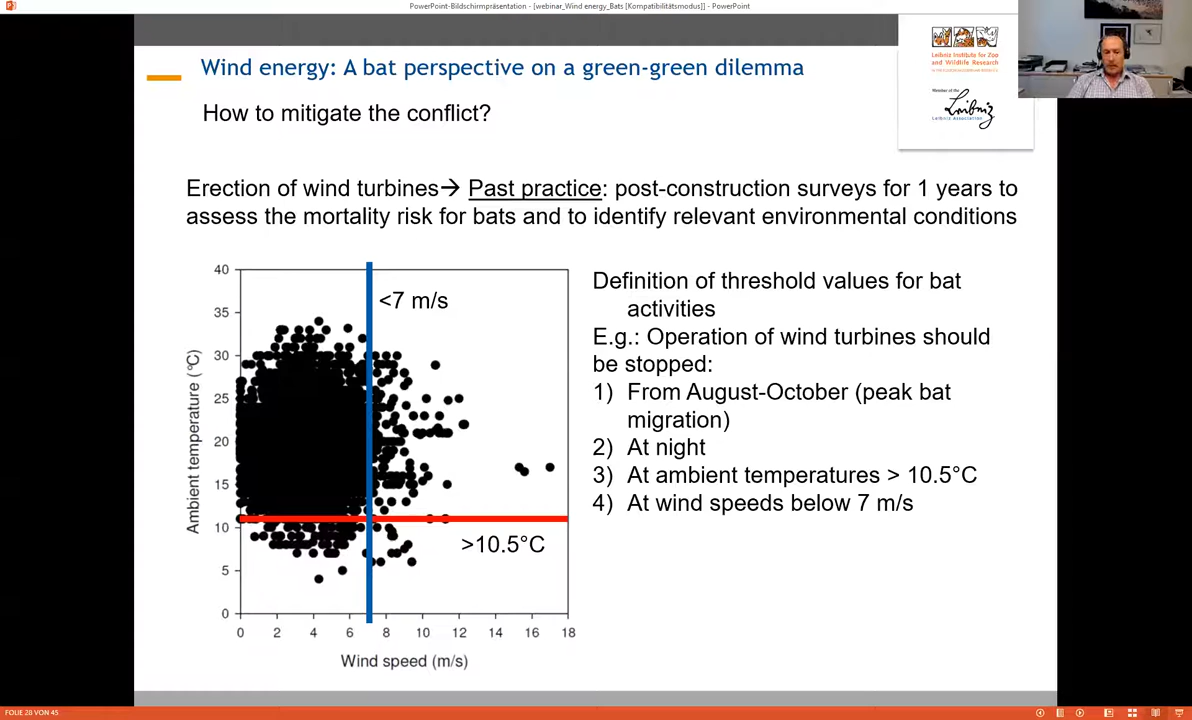 PowerPoint-Bildschirmpräsentation - [webinar_Wind energy_Bats [Kompatibilitätsmodus]] - PowerPoint
Wind energy: A bat perspective on a green-green dilemma
How to mitigate the conflict?
Leibniz Institute for Zoo
and Wildlife Research
Member of the
Leibniz
Leibniz Association
Erection of wind turbines→ Past practice: post-construction surveys for 1 years to
assess the mortality risk for bats and to identify relevant environmental conditions
Ambient temperature (°C)
40
35
30
25
20
15
10
5
0
<7 m/s
>10.5°C
0 2 4 6 8 10 12 14 16 18
Wind speed (m/s)
Definition of threshold values for bat
activities
E.g.: Operation of wind turbines should
be stopped:
1) From August-October (peak bat
migration)
2) At night
3) At ambient temperatures > 10.5°C
4) At wind speeds below 7 m/s
FOLIE 28 VON 45